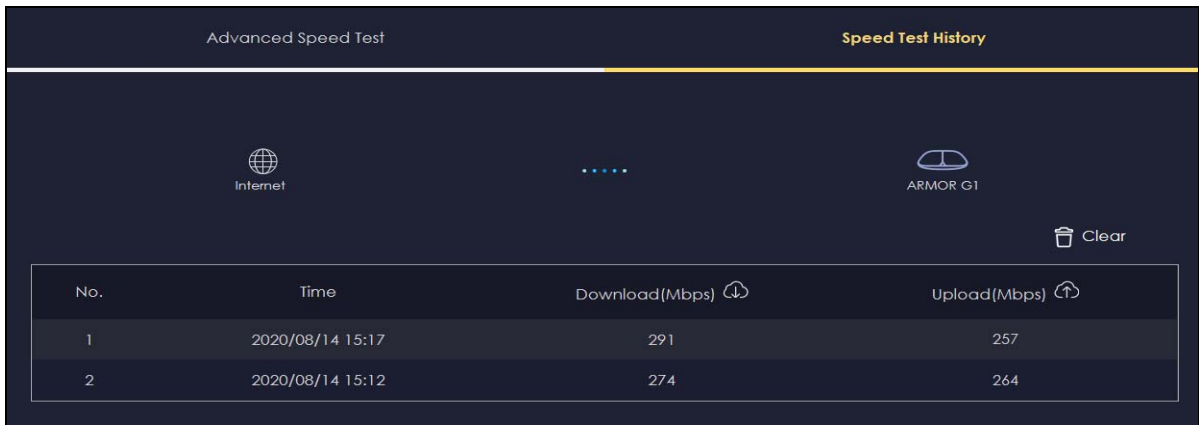 Advanced Speed Test Speed Test History
Internet ARMOR G1
Clear
No. Time Download(Mbps) Upload(Mbps)
1 2020/08/14 15:17 291 257
2 2020/08/14 15:12 274 264